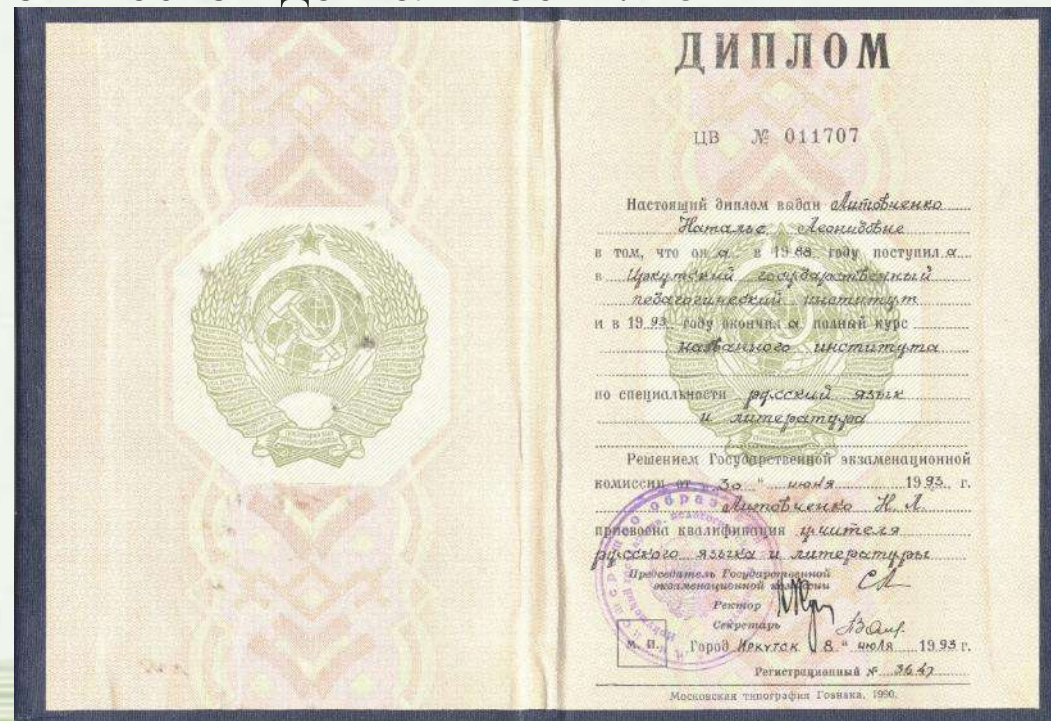 ДИПЛОМ
ЦВ № 011707
Настоящий диплом выдан Литовченко
Наталье Леонидовне
в том, что он а в 1988 году поступил а
в Иркутский государственный
педагогический институт
и в 1993 году окончил а полный курс
названного института
по специальности русский язык
и литература
Решением Государственной экзаменационной
комиссии от „ 30 “ июня 1993 г.
Литовченко Н. Л.
присвоена квалификация учителя
русского языка и литературы
Председатель Государственной
экзаменационной комиссии
Ректор
Секретарь
М. П. Город Иркутск 8 “ июля 1993 г.
Регистрационный № 3647
Московская типография Гознака. 1990.